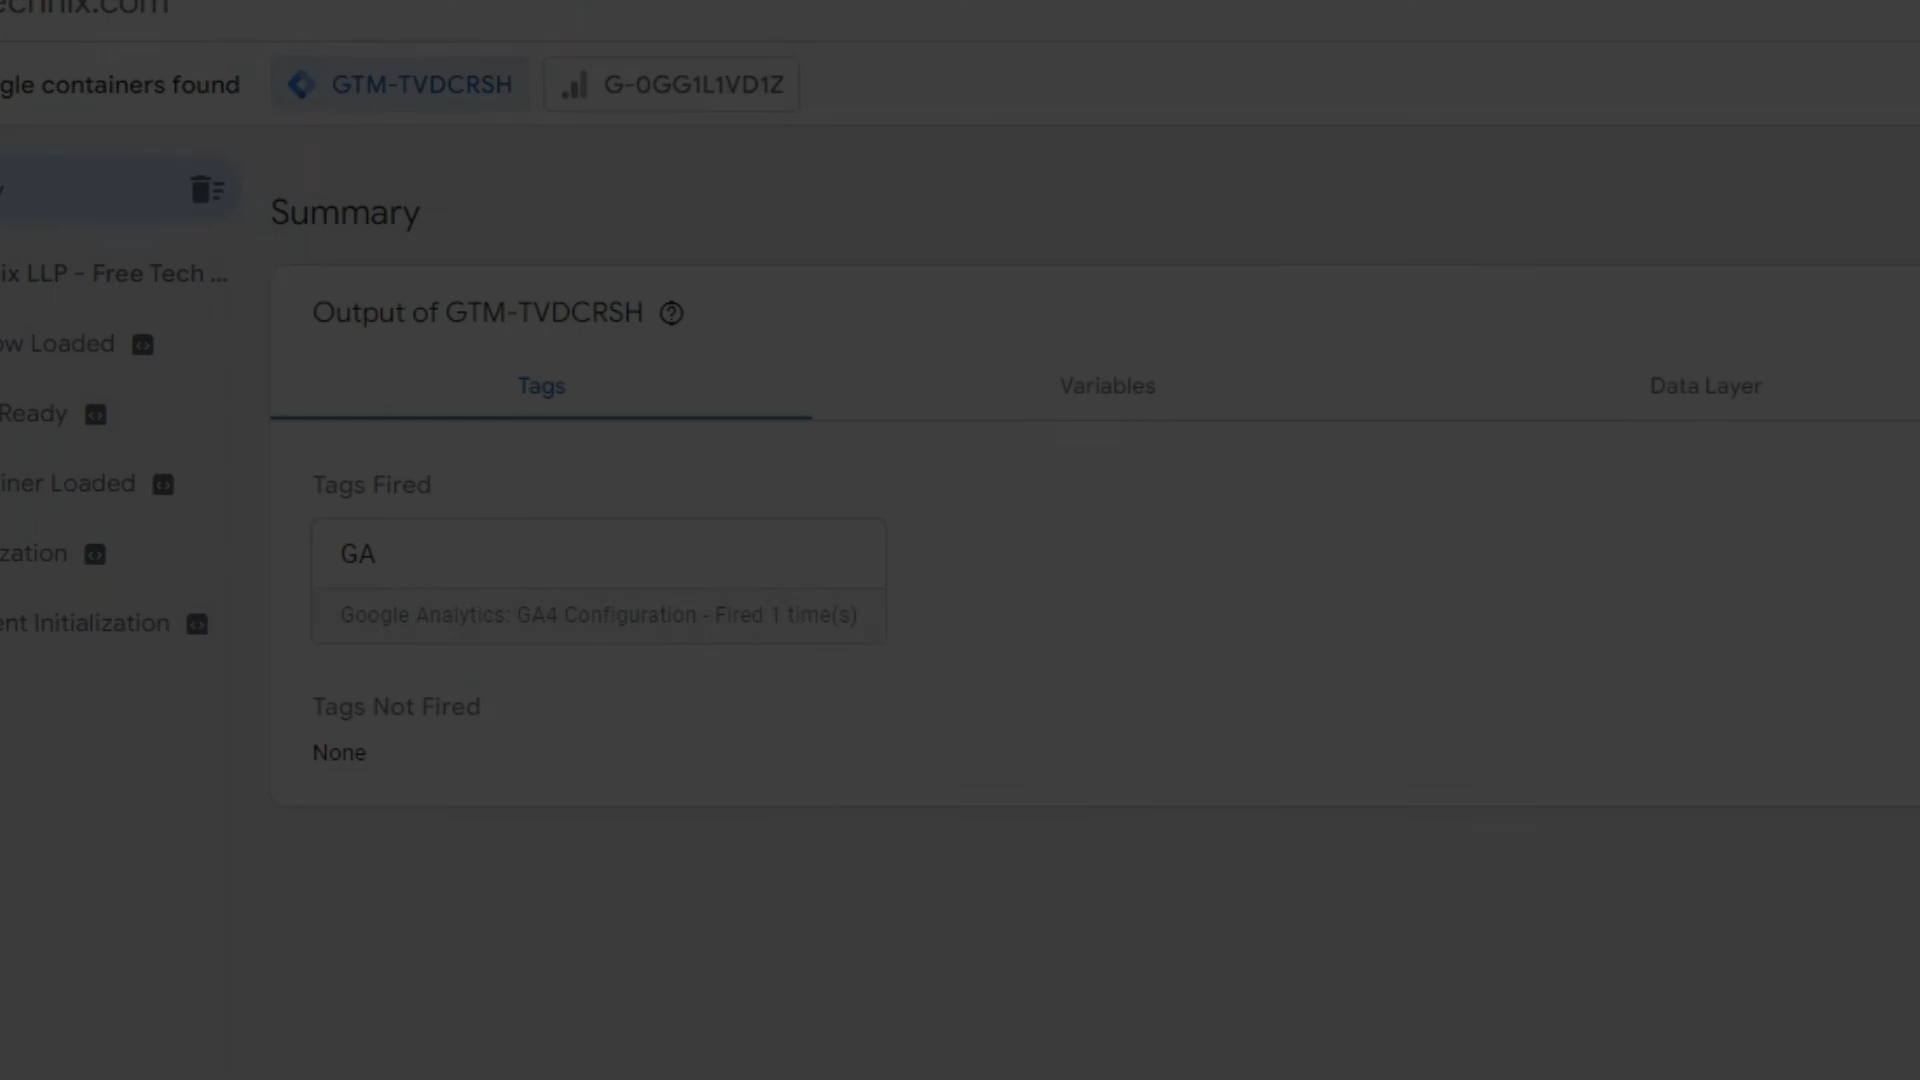 gle containers found
GTM-TVDCRSH
G-0GG1L1VD1Z
Summary
ix LLP - Free Tech ...
Output of GTM-TVDCRSH
ow Loaded
Tags
Variables
Data Layer
Ready
iner Loaded
Tags Fired
GA
zation
Google Analytics: GA4 Configuration - Fired 1 time(s)
ent Initialization
Tags Not Fired
None